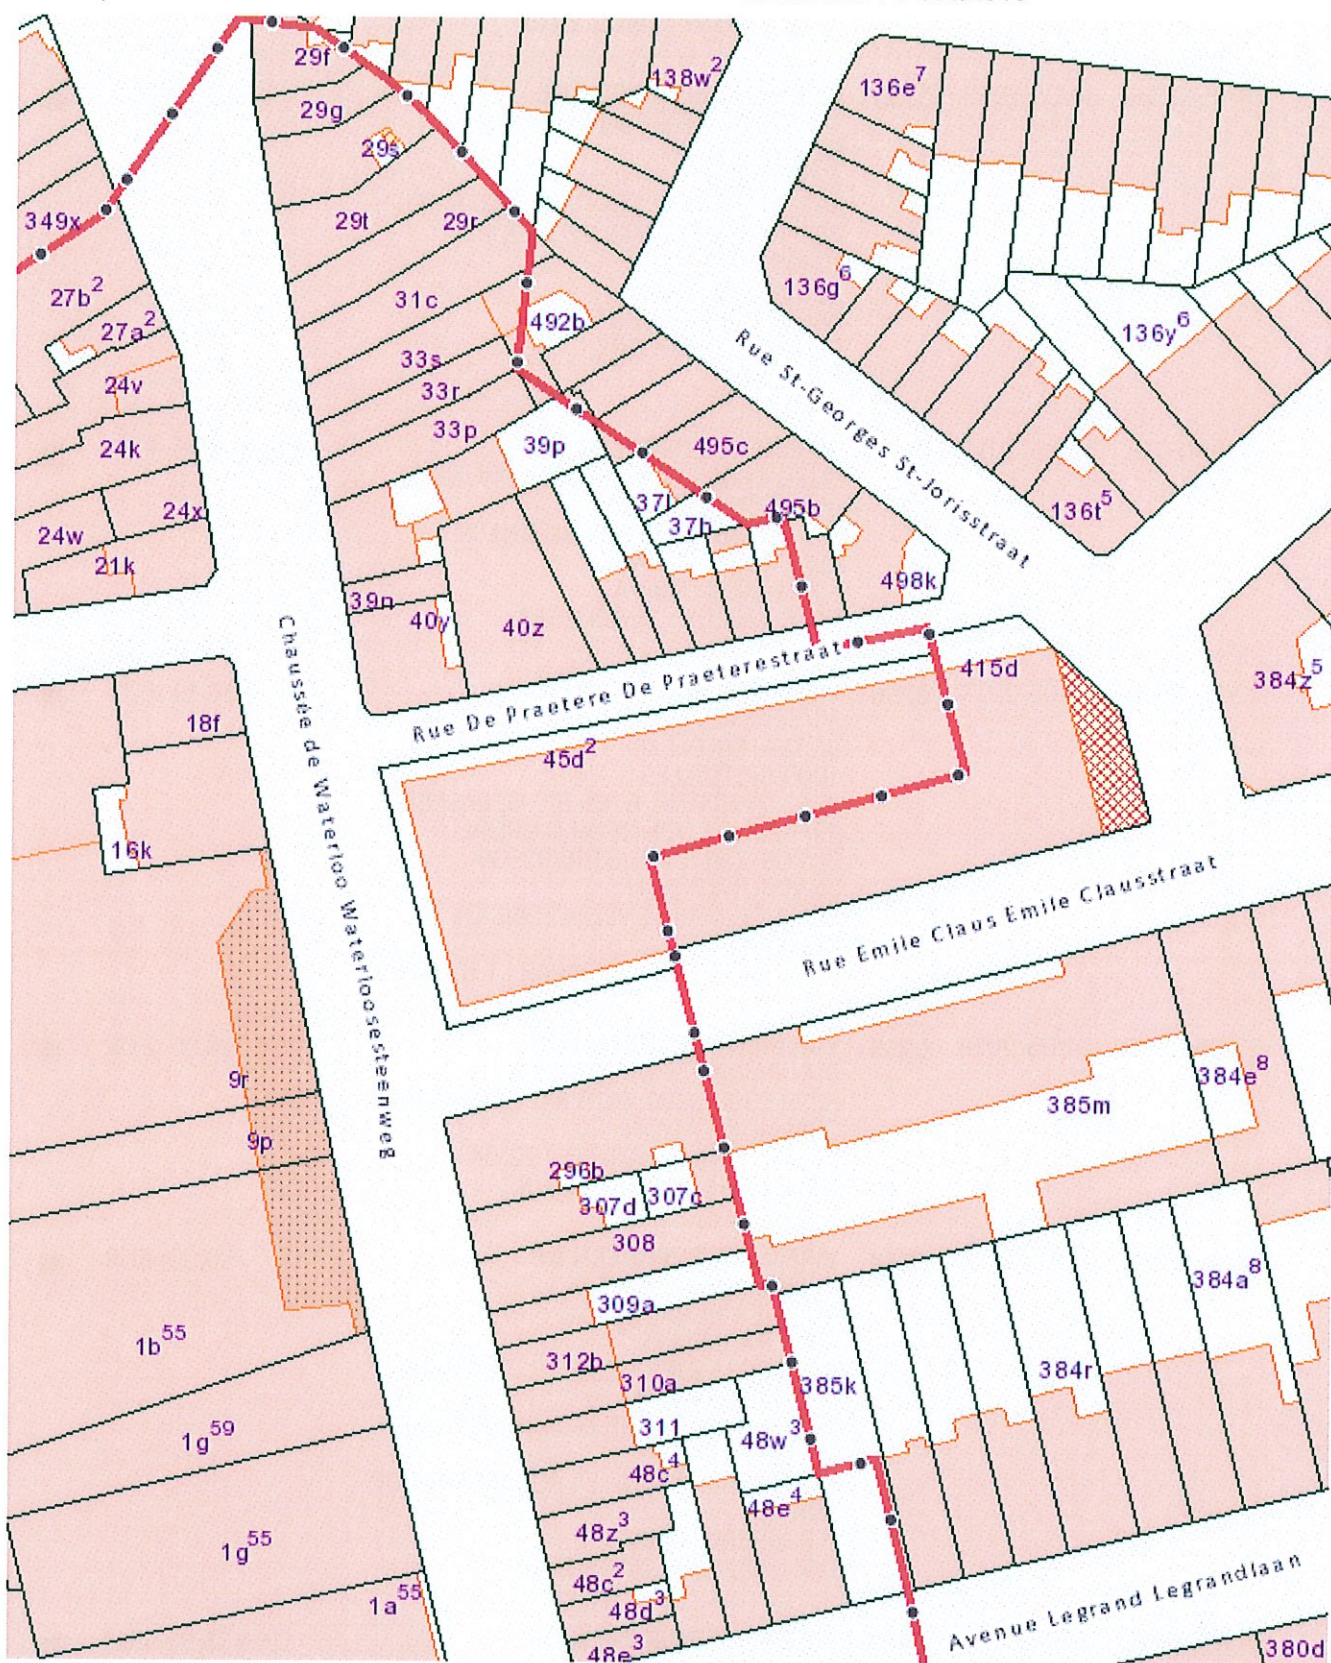 29f
138w²
136e⁷
29g
29s
349x
29t
29r
27b²
31c
492b
136g⁶
136y⁶
27a²
33s
24v
33r
Rue St-Georges St-Jorisstraat
33p
39p
495c
24k
37l
37h
495b
136t⁵
24x
24w
21k
498k
39n
40y
40z
415d
384z⁵
Rue De Praetere De Praeterestraat
18f
45d²
Chaussée de Waterloo Waterloosesteenweg
16k
Rue Emile Claus Emile Clausstraat
9r
384e⁸
385m
9p
296b
307d
307c
308
384a⁸
309a
1b⁵⁵
312b
310a
385k
384r
311
48w³
1g⁵⁹
48c⁴
48e⁴
48z³
1g⁵⁵
48c²
1a⁵⁵
48d³
48e³
Avenue Legrand Legrandlaan
380d